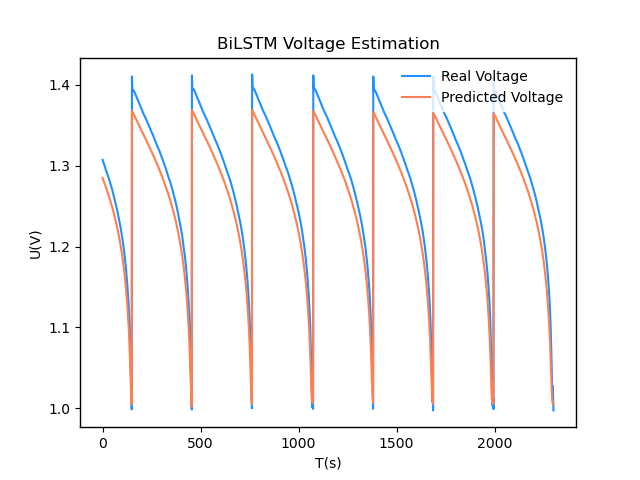 BiLSTM Voltage Estimation
Real Voltage
Predicted Voltage
U(V)
1.4
1.3
1.2
1.1
1.0
0
500
1000
1500
2000
T(s)